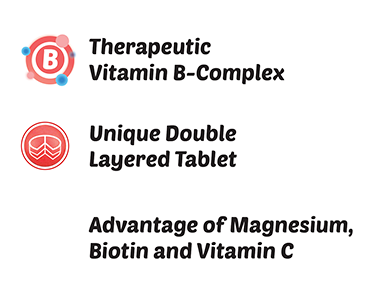 B
Therapeutic
Vitamin B-Complex
Unique Double
Layered Tablet
Advantage of Magnesium,
Biotin and Vitamin C